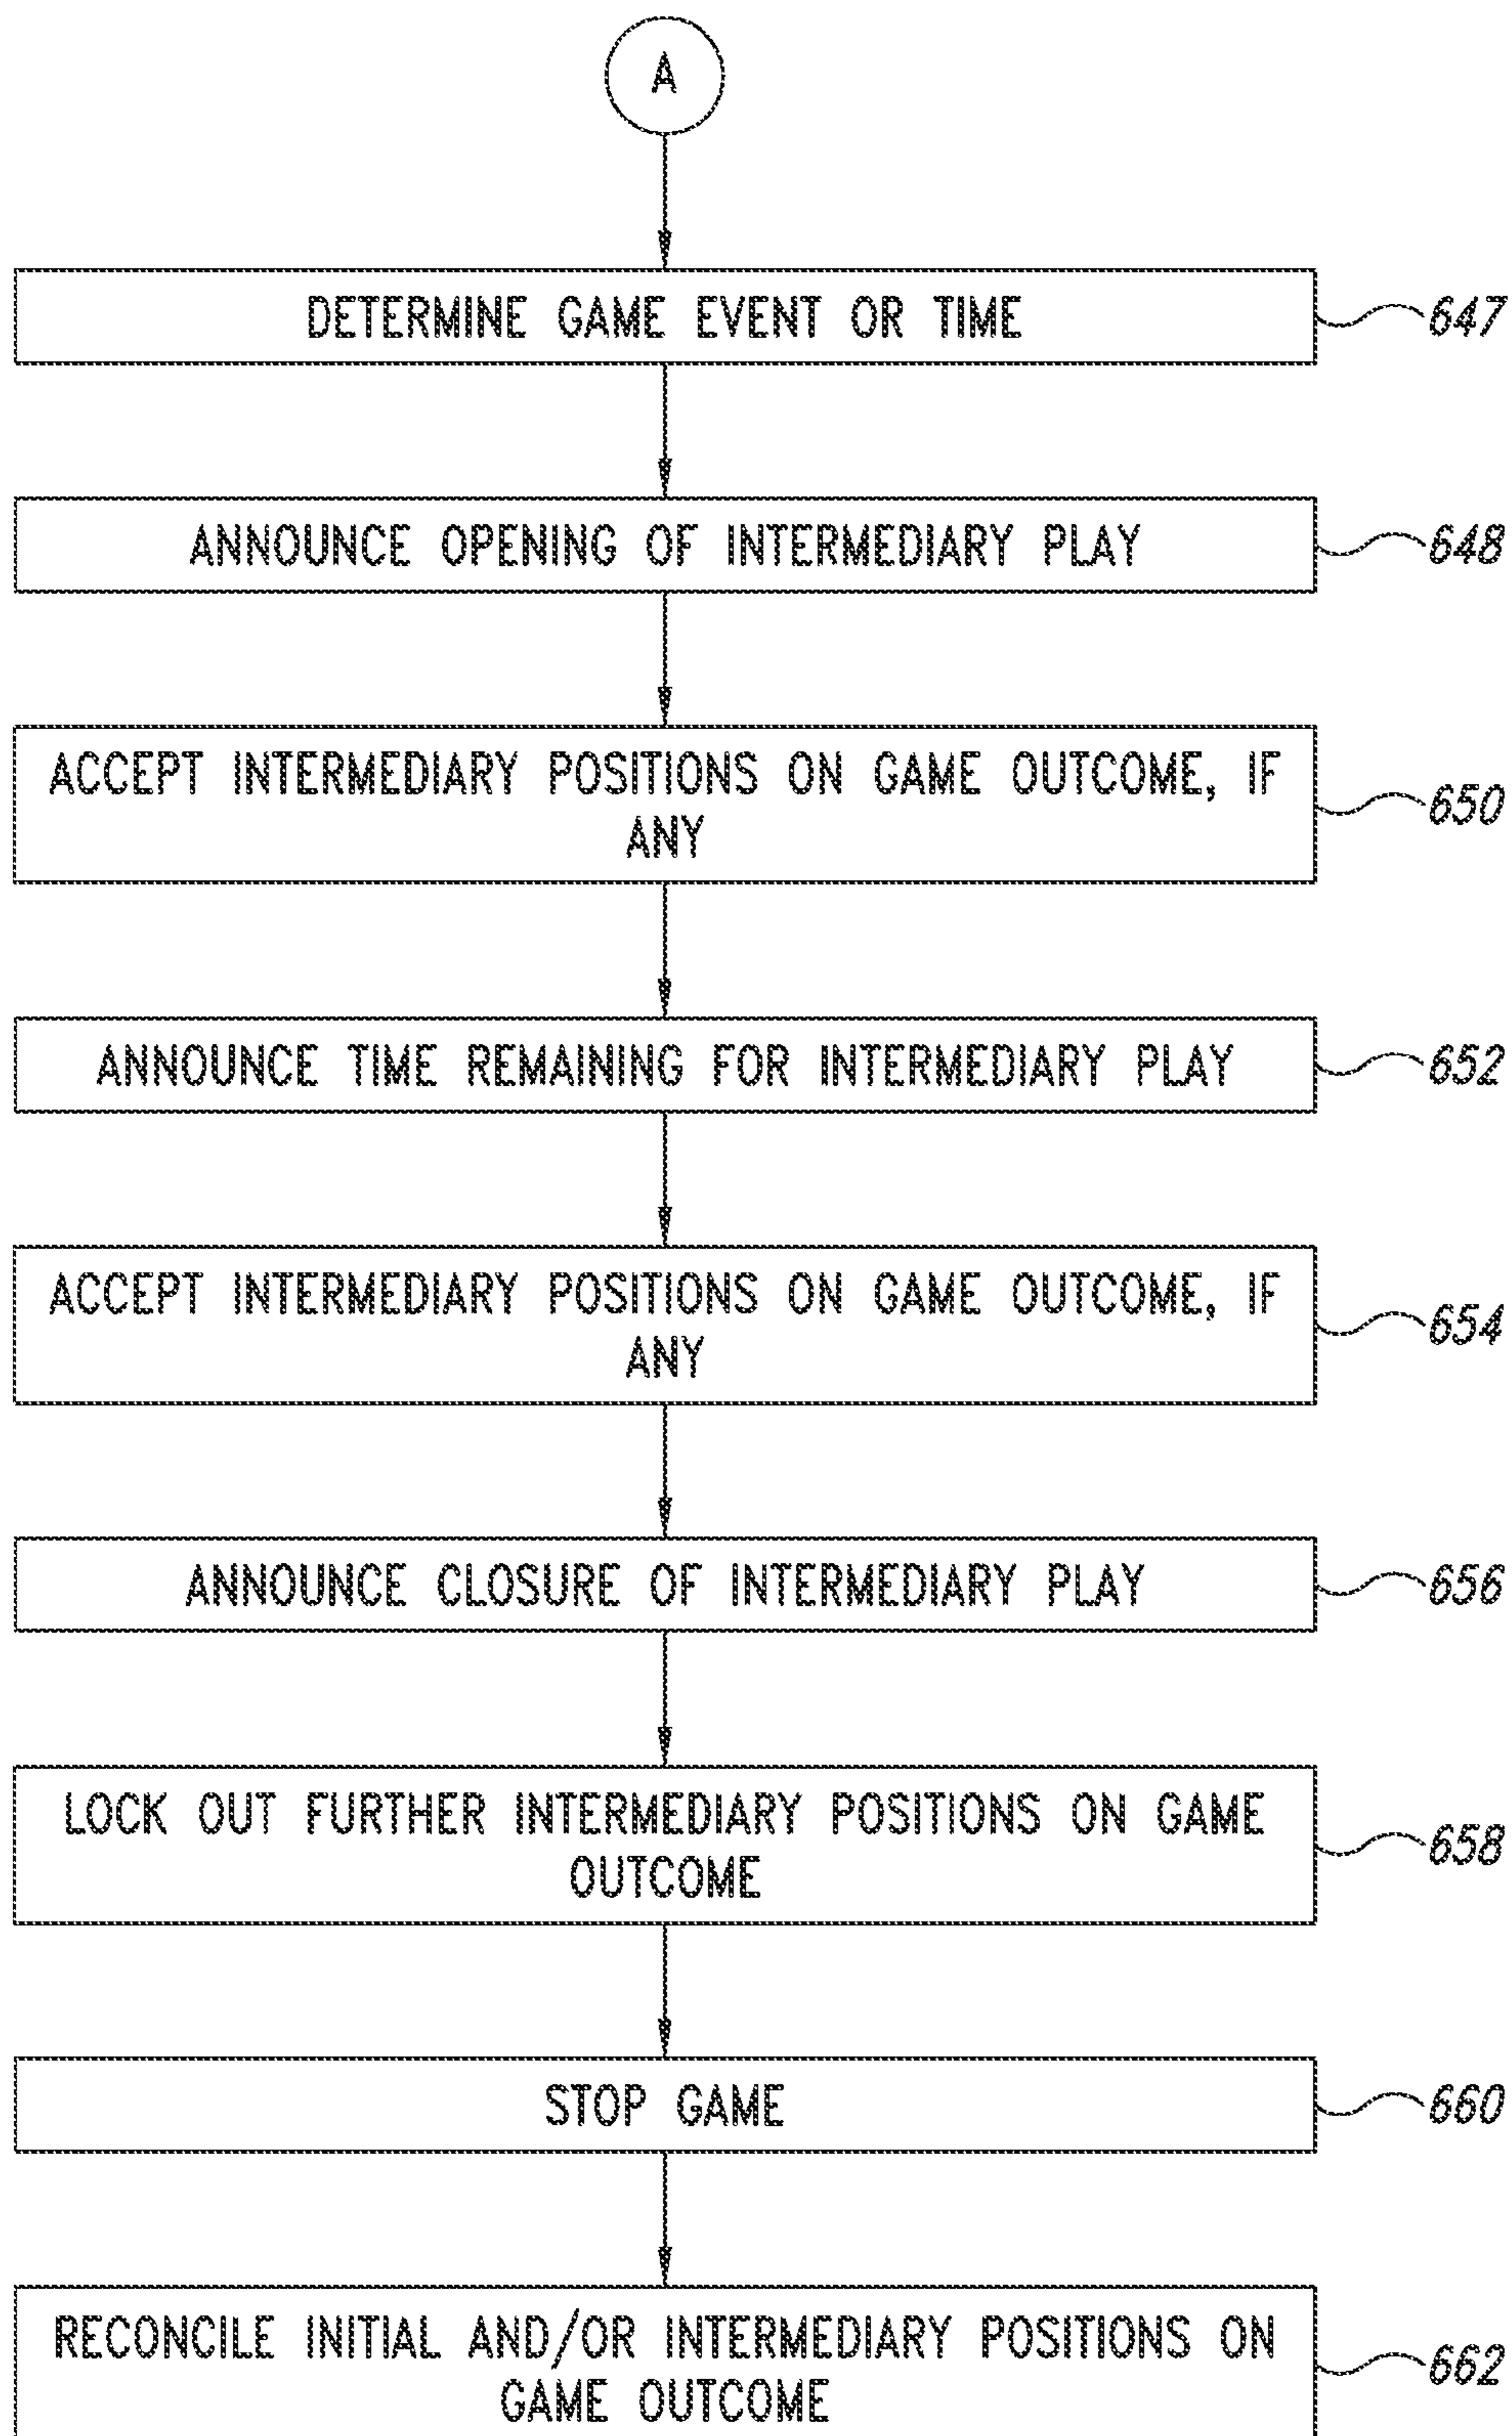 A
DETERMINE GAME EVENT OR TIME
647
ANNOUNCE OPENING OF INTERMEDIARY PLAY
648
ACCEPT INTERMEDIARY POSITIONS ON GAME OUTCOME, IF
ANY
650
ANNOUNCE TIME REMAINING FOR INTERMEDIARY PLAY
652
ACCEPT INTERMEDIARY POSITIONS ON GAME OUTCOME, IF
ANY
654
ANNOUNCE CLOSURE OF INTERMEDIARY PLAY
656
LOCK OUT FURTHER INTERMEDIARY POSITIONS ON GAME
OUTCOME
658
STOP GAME
660
RECONCILE INITIAL AND/OR INTERMEDIARY POSITIONS ON
GAME OUTCOME
662